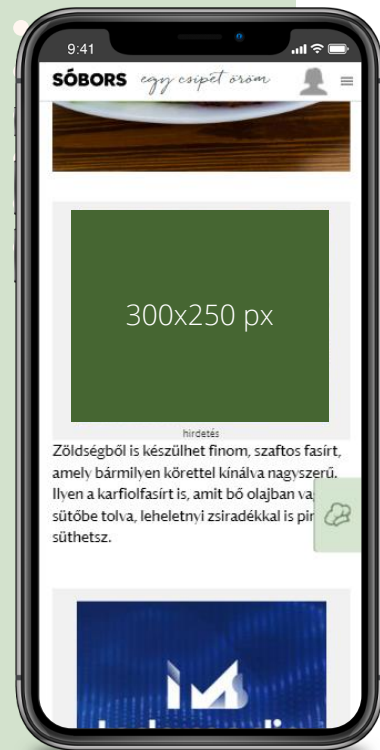 9:41
SÓBORS egy csipet öröm
300x250 px
hirdetés
Zöldségből is készülhet finom, szaftos fasírt,
amely bármilyen körettel kínálva nagyszerű.
Ilyen a karfiolfasírt is, amit bő olajban
sütőbe tolva, leheletnyi zsiradékkal is
süthetsz.